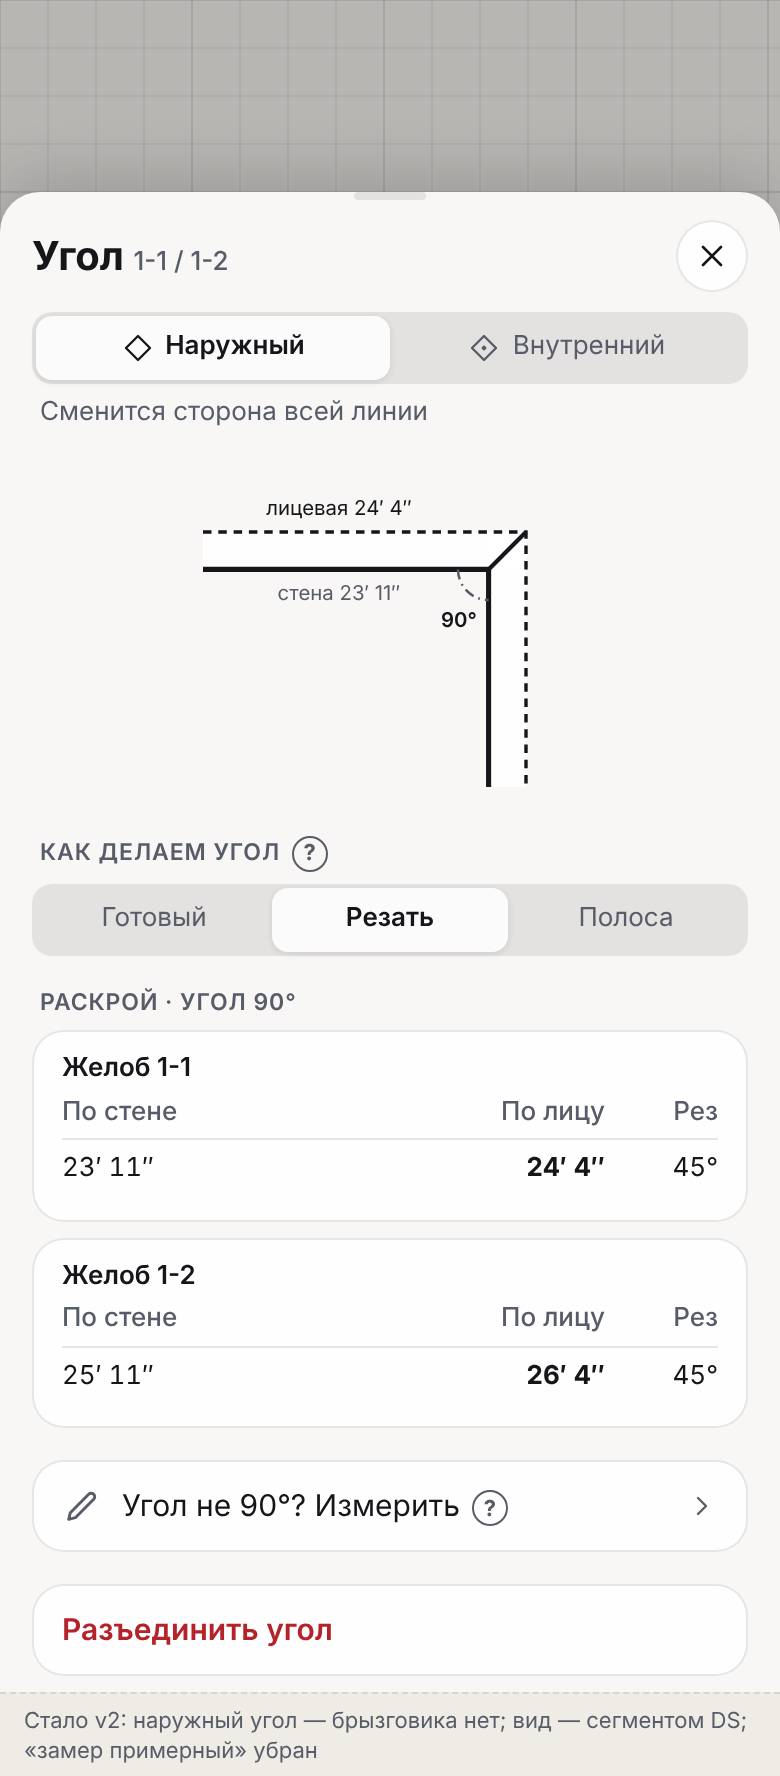 Угол 1-1 / 1-2
Наружный Внутренний
Сменится сторона всей линии
лицевая 24′ 4″
стена 23′ 11″
90°
КАК ДЕЛАЕМ УГОЛ ?
Готовый Резать Полоса
РАСКРОЙ · УГОЛ 90°
Желоб 1-1
По стене По лицу Рез
23′ 11″ 24′ 4″ 45°
Желоб 1-2
По стене По лицу Рез
25′ 11″ 26′ 4″ 45°
Угол не 90°? Измерить ?
Разъединить угол
Стало v2: наружный угол — брызговика нет; вид — сегментом DS;
«замер примерный» убран